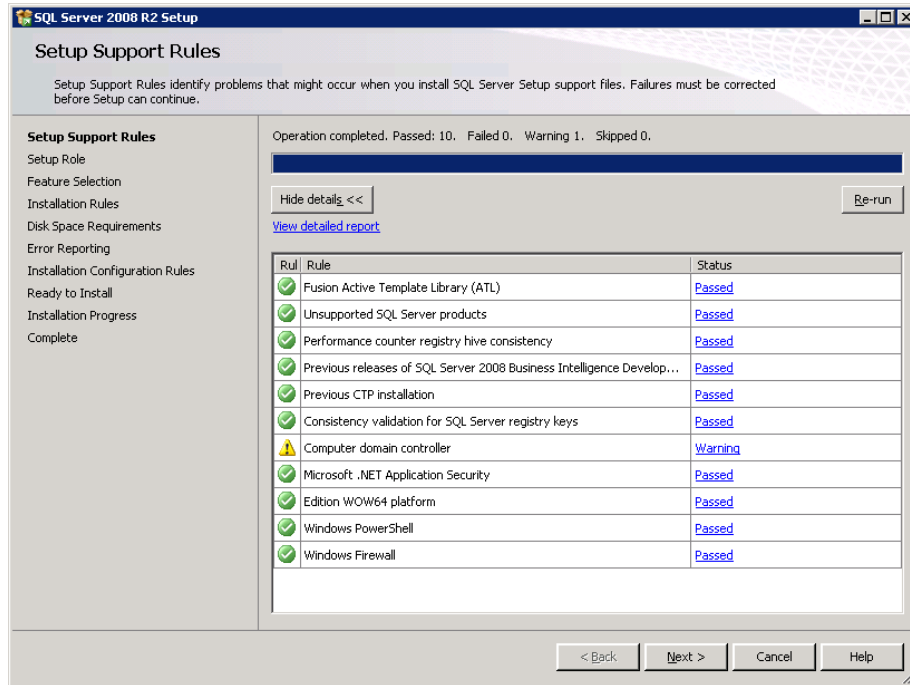 SQL Server 2008 R2 Setup
Setup Support Rules
Setup Support Rules identify problems that might occur when you install SQL Server Setup support files. Failures must be corrected
before Setup can continue.
Setup Support Rules
Setup Role
Feature Selection
Installation Rules
Disk Space Requirements
Error Reporting
Installation Configuration Rules
Ready to Install
Installation Progress
Complete
Operation completed. Passed: 10. Failed 0. Warning 1. Skipped 0.
Hide details <<
Re-run
View detailed report
Rul Rule Status
Fusion Active Template Library (ATL) Passed
Unsupported SQL Server products Passed
Performance counter registry hive consistency Passed
Previous releases of SQL Server 2008 Business Intelligence Develop... Passed
Previous CTP installation Passed
Consistency validation for SQL Server registry keys Passed
Computer domain controller Warning
Microsoft .NET Application Security Passed
Edition WOW64 platform Passed
Windows PowerShell Passed
Windows Firewall Passed
< Back Next > Cancel Help